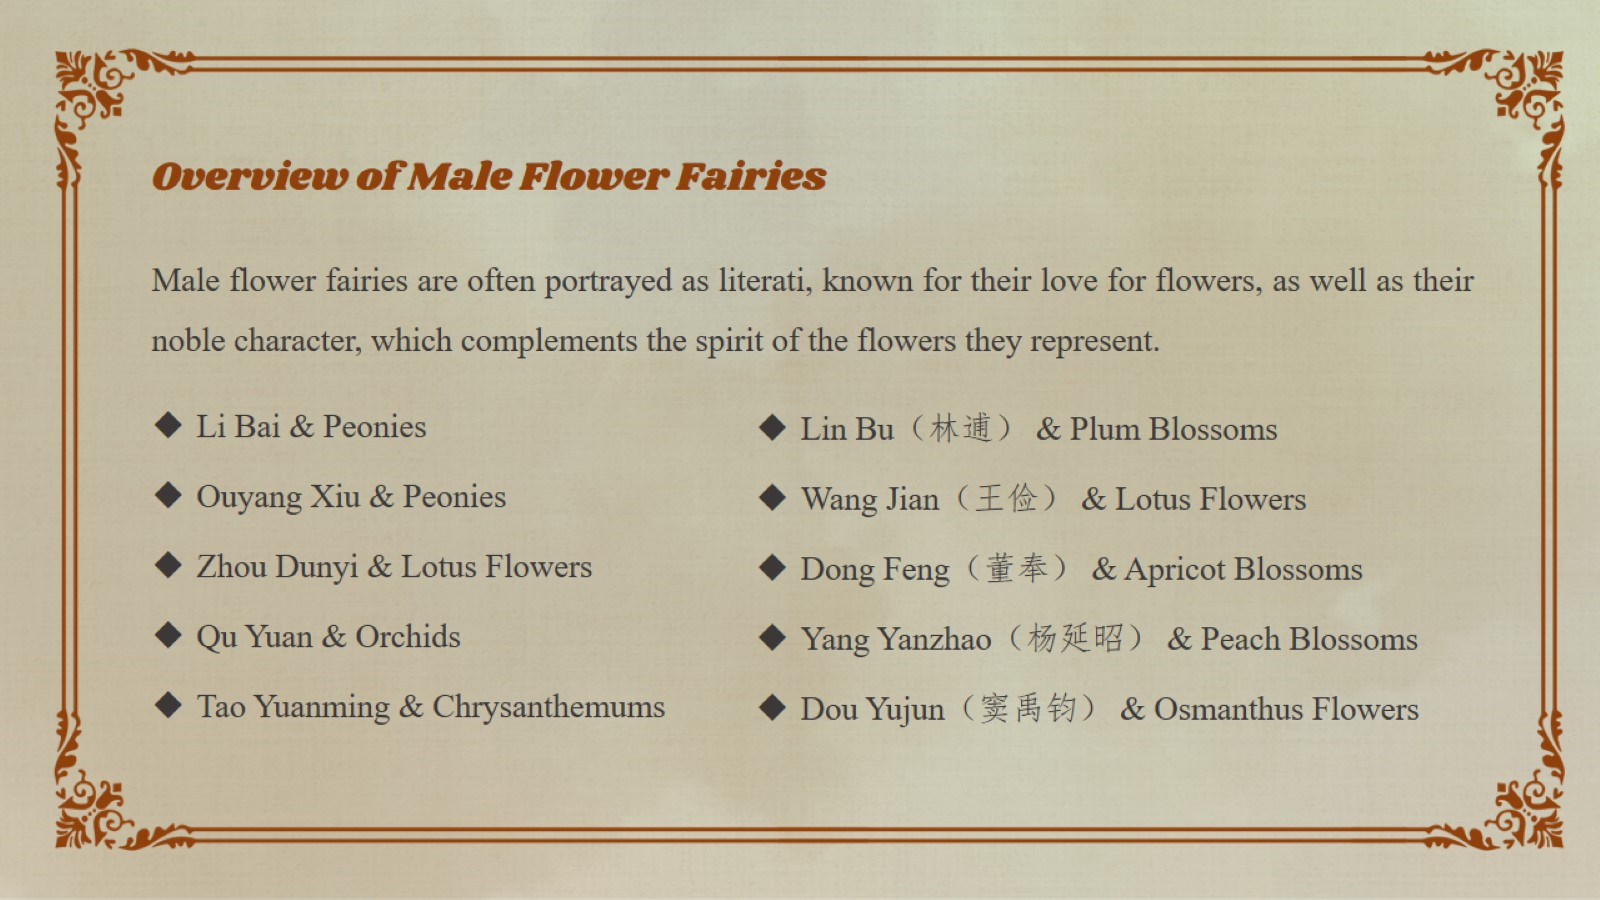 Overview of Male Flower Fairies
Male flower fairies are often portrayed as literati, known for their love for flowers, as well as their
noble character, which complements the spirit of the flowers they represent.
◆ Li Bai & Peonies
◆ Ouyang Xiu & Peonies
◆ Zhou Dunyi & Lotus Flowers
◆ Qu Yuan & Orchids
◆ Tao Yuanming & Chrysanthemums
◆ Lin Bu（林逋） & Plum Blossoms
◆ Wang Jian（王俭） & Lotus Flowers
◆ Dong Feng（董奉） & Apricot Blossoms
◆ Yang Yanzhao（杨延昭） & Peach Blossoms
◆ Dou Yujun（窦禹钧） & Osmanthus Flowers